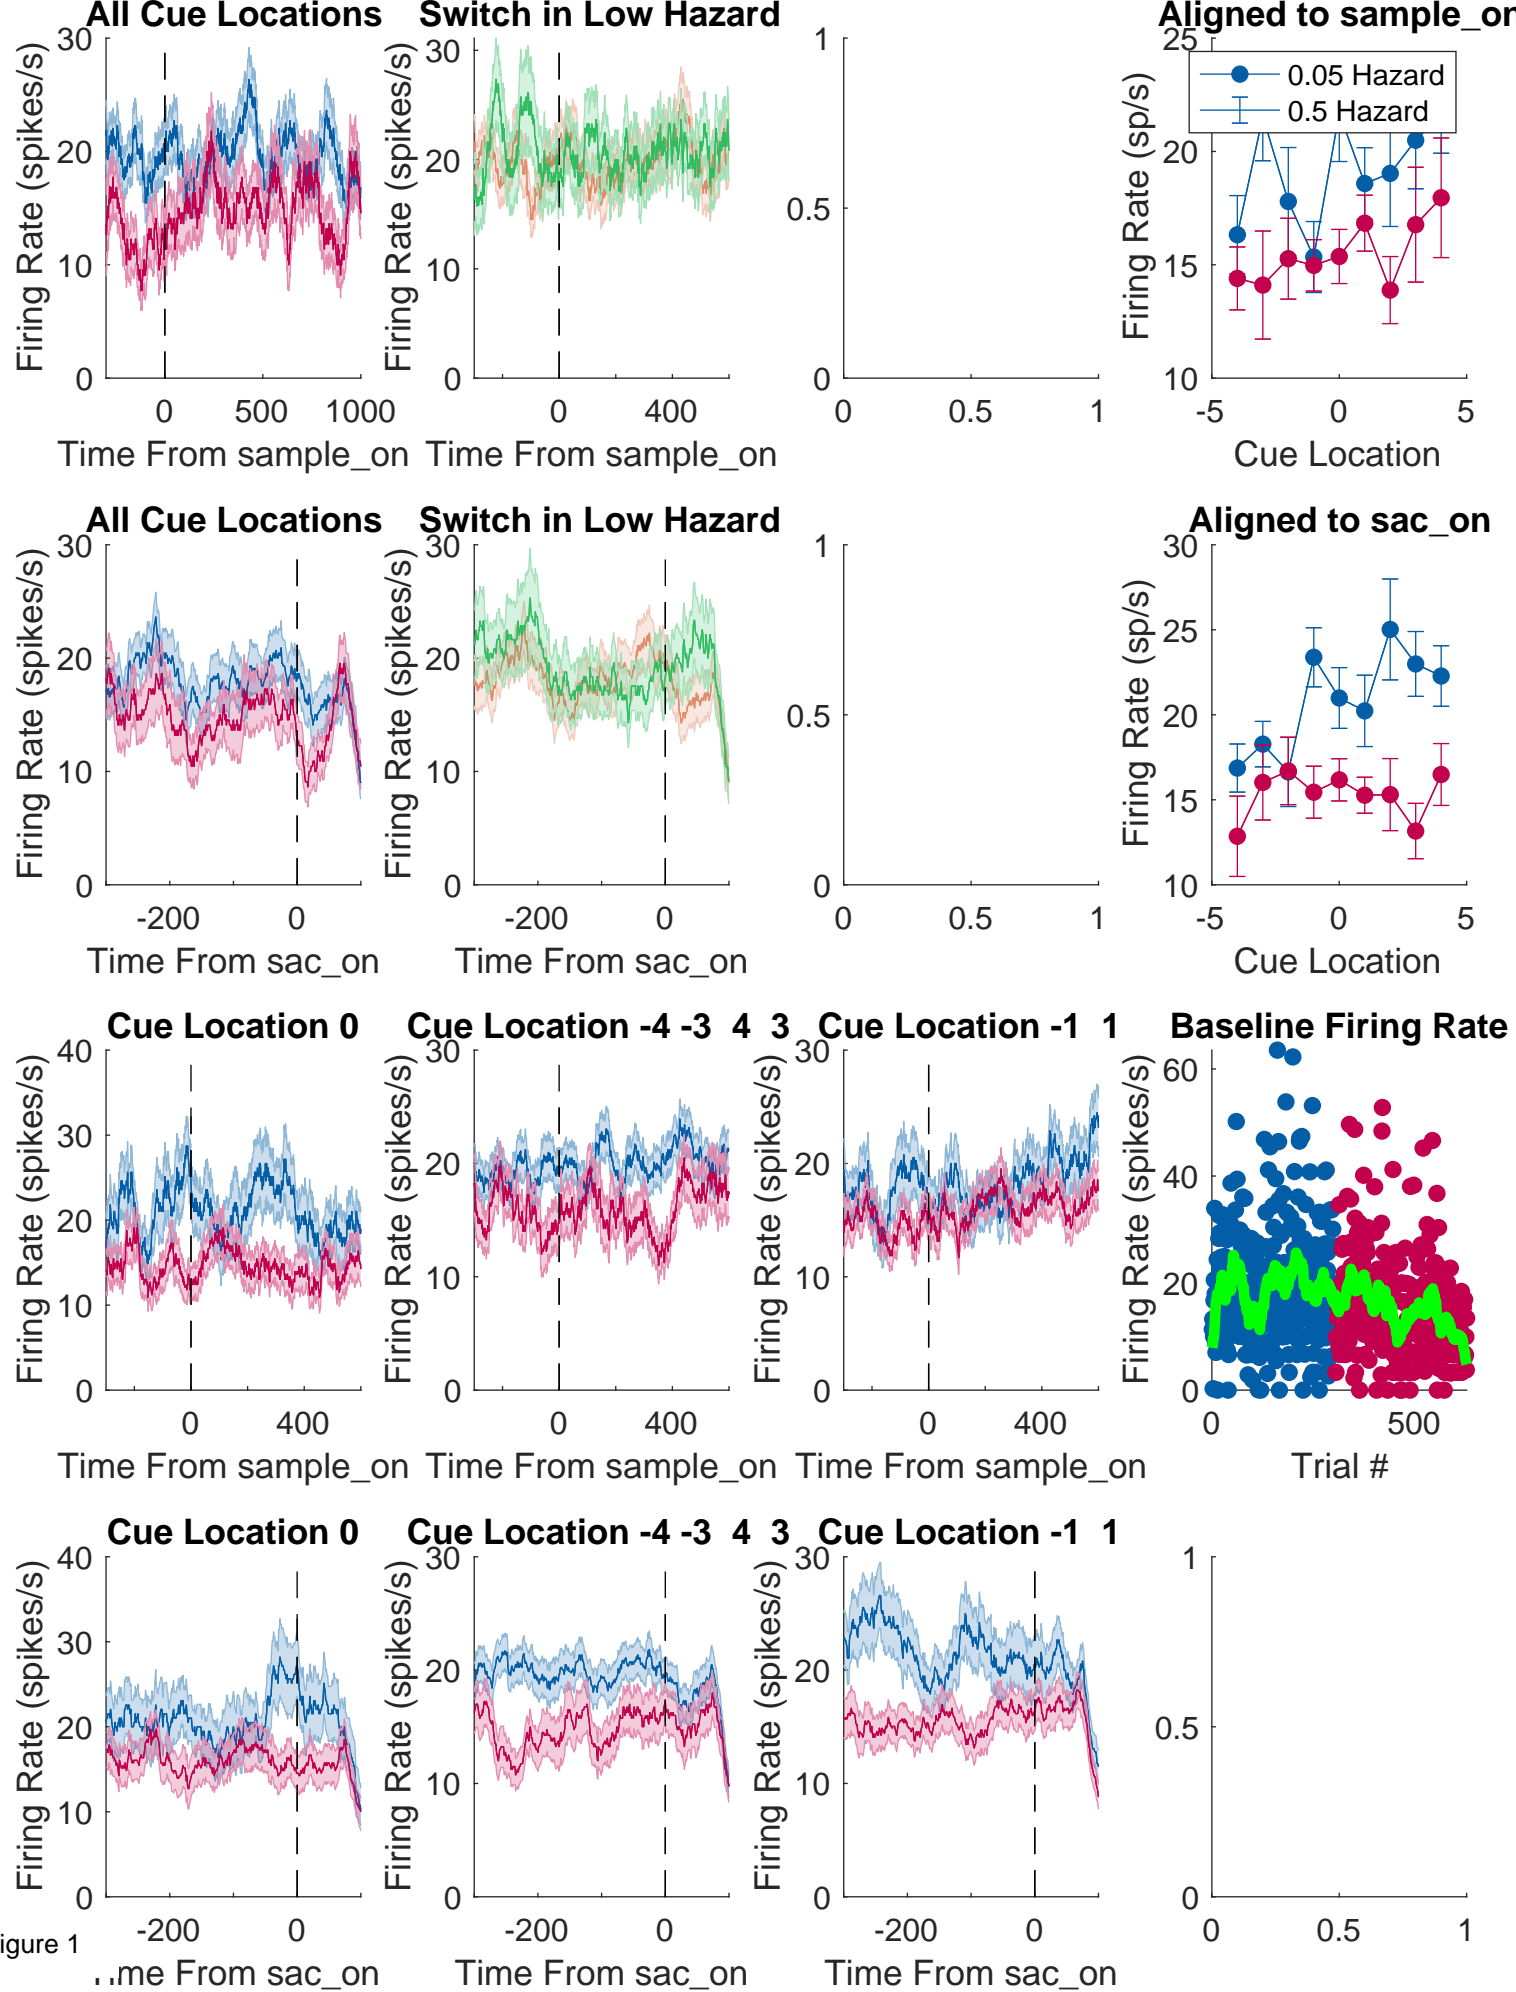 All Cue Locations
Switch in Low Hazard
Aligned to sample_on
Firing Rate (spikes/s)
30
20
10
0
0 500 1000
Time From sample_on
Firing Rate (spikes/s)
30
20
10
0
0 400
Time From sample_on
1
0.5
0
0 0.5 1
Firing Rate (sp/s)
25
20
15
10
0.05 Hazard
0.5 Hazard
-5 0 5
Cue Location
All Cue Locations
Switch in Low Hazard
Aligned to sac_on
Firing Rate (spikes/s)
30
20
10
0
-200 0
Time From sac_on
Firing Rate (spikes/s)
30
20
10
0
-200 0
Time From sac_on
1
0.5
0
0 0.5 1
Firing Rate (sp/s)
30
25
20
15
10
-5 0 5
Cue Location
Cue Location 0
Cue Location -4 -3 4 3
Cue Location -1 1
Baseline Firing Rate
Firing Rate (spikes/s)
40
30
20
10
0
0 400
Time From sample_on
Firing Rate (spikes/s)
30
20
10
0
0 400
Time From sample_on
Firing Rate (spikes/s)
30
20
10
0
0 400
Time From sample_on
Firing Rate (spikes/s)
60
40
20
0
0 500
Trial #
Cue Location 0
Cue Location -4 -3 4 3
Cue Location -1 1
Firing Rate (spikes/s)
40
30
20
10
0
-200 0
Time From sac_on
Firing Rate (spikes/s)
30
20
10
0
-200 0
Time From sac_on
Firing Rate (spikes/s)
30
20
10
0
-200 0
Time From sac_on
1
0.5
0
0 0.5 1
igure 1